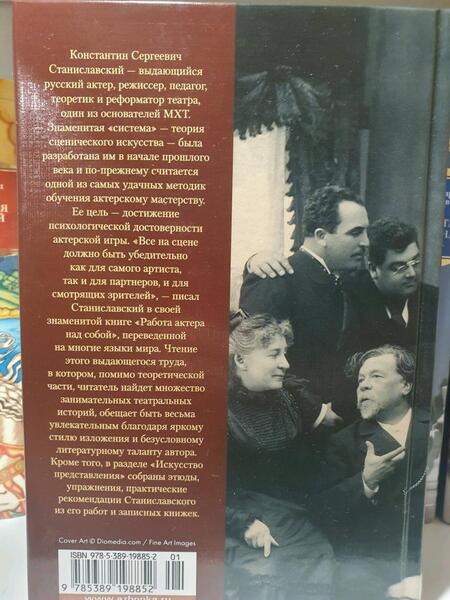 Константин Сергеевич
Станиславский — выдающийся
русский актер, режиссер, педагог,
теоретик и реформатор театра,
один из основателей МХТ.
Знаменитая «система» — теория
сценического искусства — была
разработана им в начале прошлого
века и по-прежнему считается
одной из самых удачных методик
обучения актерскому мастерству.
Ее цель — достижение
психологической достоверности
актерской игры. «Все на сцене
должно быть убедительно
как для самого артиста,
так и для партнеров, и для
смотрящих зрителей», — писал
Станиславский в своей
знаменитой книге «Работа актера
над собой», переведенной
на многие языки мира. Чтение
этого выдающегося труда,
в котором, помимо теоретической
части, читатель найдет множество
занимательных театральных
историй, обещает быть весьма
увлекательным благодаря яркому
стилю изложения и безусловному
литературному таланту автора.
Кроме того, в разделе «Искусство
представления» собраны этюды,
упражнения, практические
рекомендации Станиславского
из его работ и записных книжек.
Cover Art © Diomedia.com / Fine Art Images
ISBN 978-5-389-19885-2 01
9 785389 198852
www.azbooka.ru